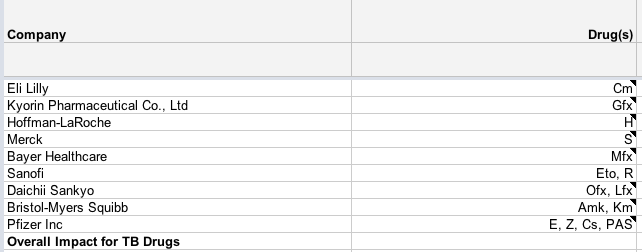 Company Drug(s)
Eli Lilly Cm
Kyorin Pharmaceutical Co., Ltd Gfx
Hoffman-LaRoche H
Merck S
Bayer Healthcare Mfx
Sanofi Eto, R
Daichii Sankyo Ofx, Lfx
Bristol-Myers Squibb Amk, Km
Pfizer Inc E, Z, Cs, PAS
Overall Impact for TB Drugs